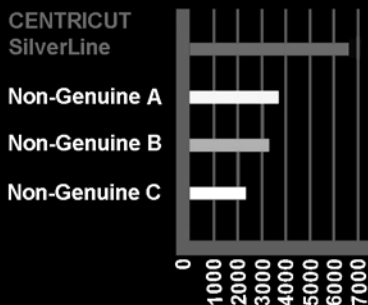 CENTRICUT
SilverLine
Non-Genuine A
Non-Genuine B
Non-Genuine C
0
1000
2000
3000
4000
5000
6000
7000